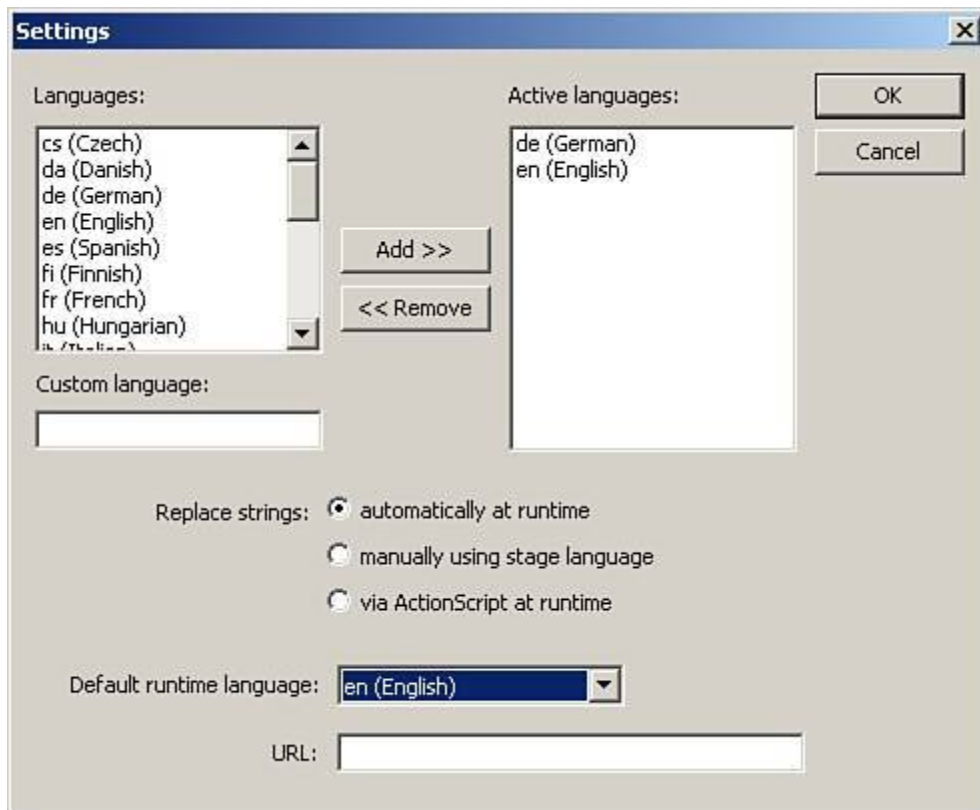 Settings
Languages:
cs (Czech)
da (Danish)
de (German)
en (English)
es (Spanish)
fi (Finnish)
fr (French)
hu (Hungarian)
it (Italian)
Add >>
<< Remove
Active languages:
de (German)
en (English)
OK
Cancel
Custom language:
Replace strings:
automatically at runtime
manually using stage language
via ActionScript at runtime
Default runtime language: en (English)
URL: